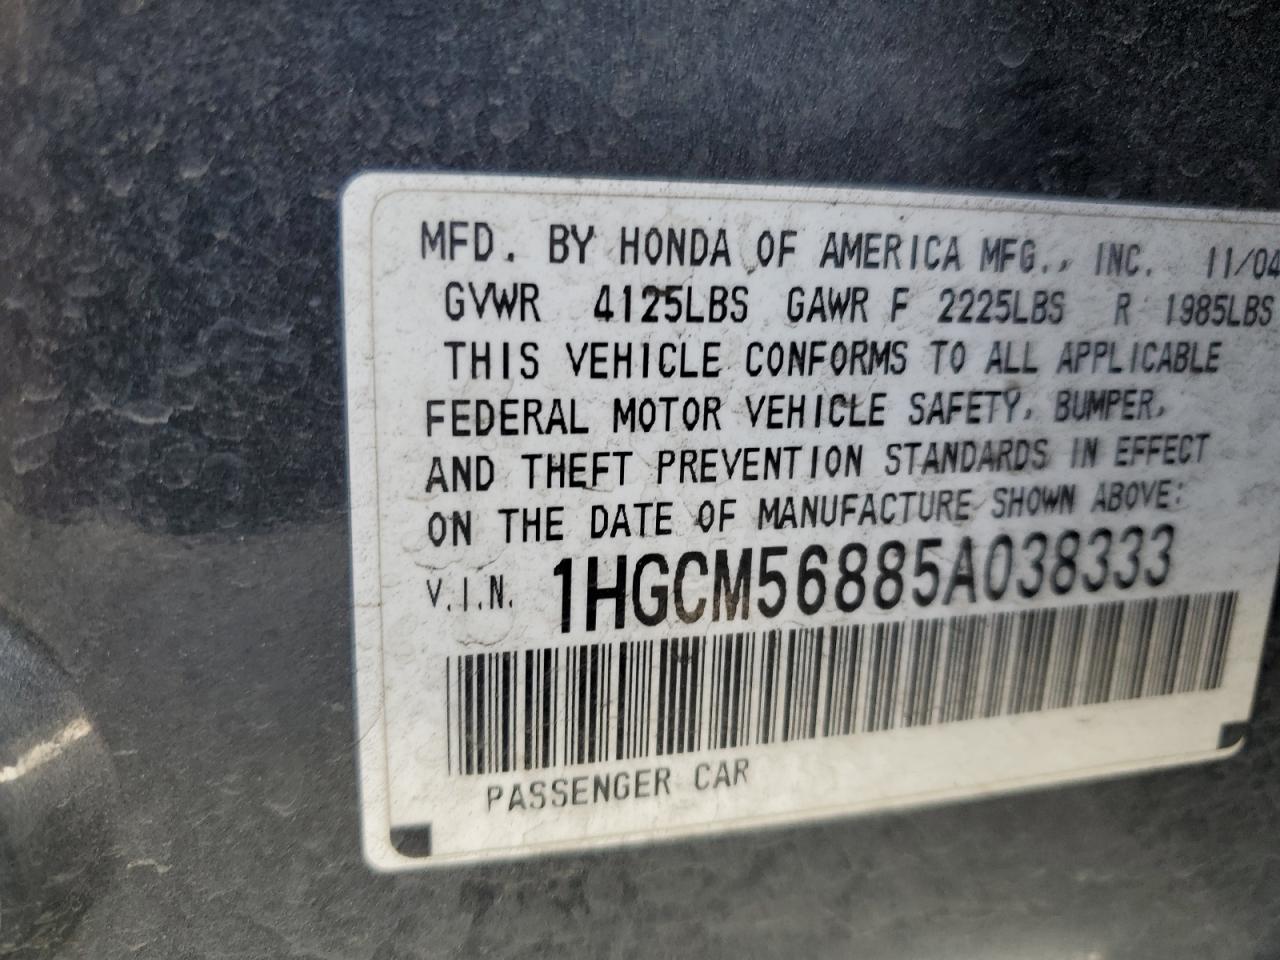 MFD. BY HONDA OF AMERICA MFG., INC. 11/04
GVWR 4125LBS GAWR F 2225LBS R 1985LBS
THIS VEHICLE CONFORMS TO ALL APPLICABLE
FEDERAL MOTOR VEHICLE SAFETY, BUMPER,
AND THEFT PREVENTION STANDARDS IN EFFECT
ON THE DATE OF MANUFACTURE SHOWN ABOVE:
V.I.N. 1HGCM56885A038333
PASSENGER CAR